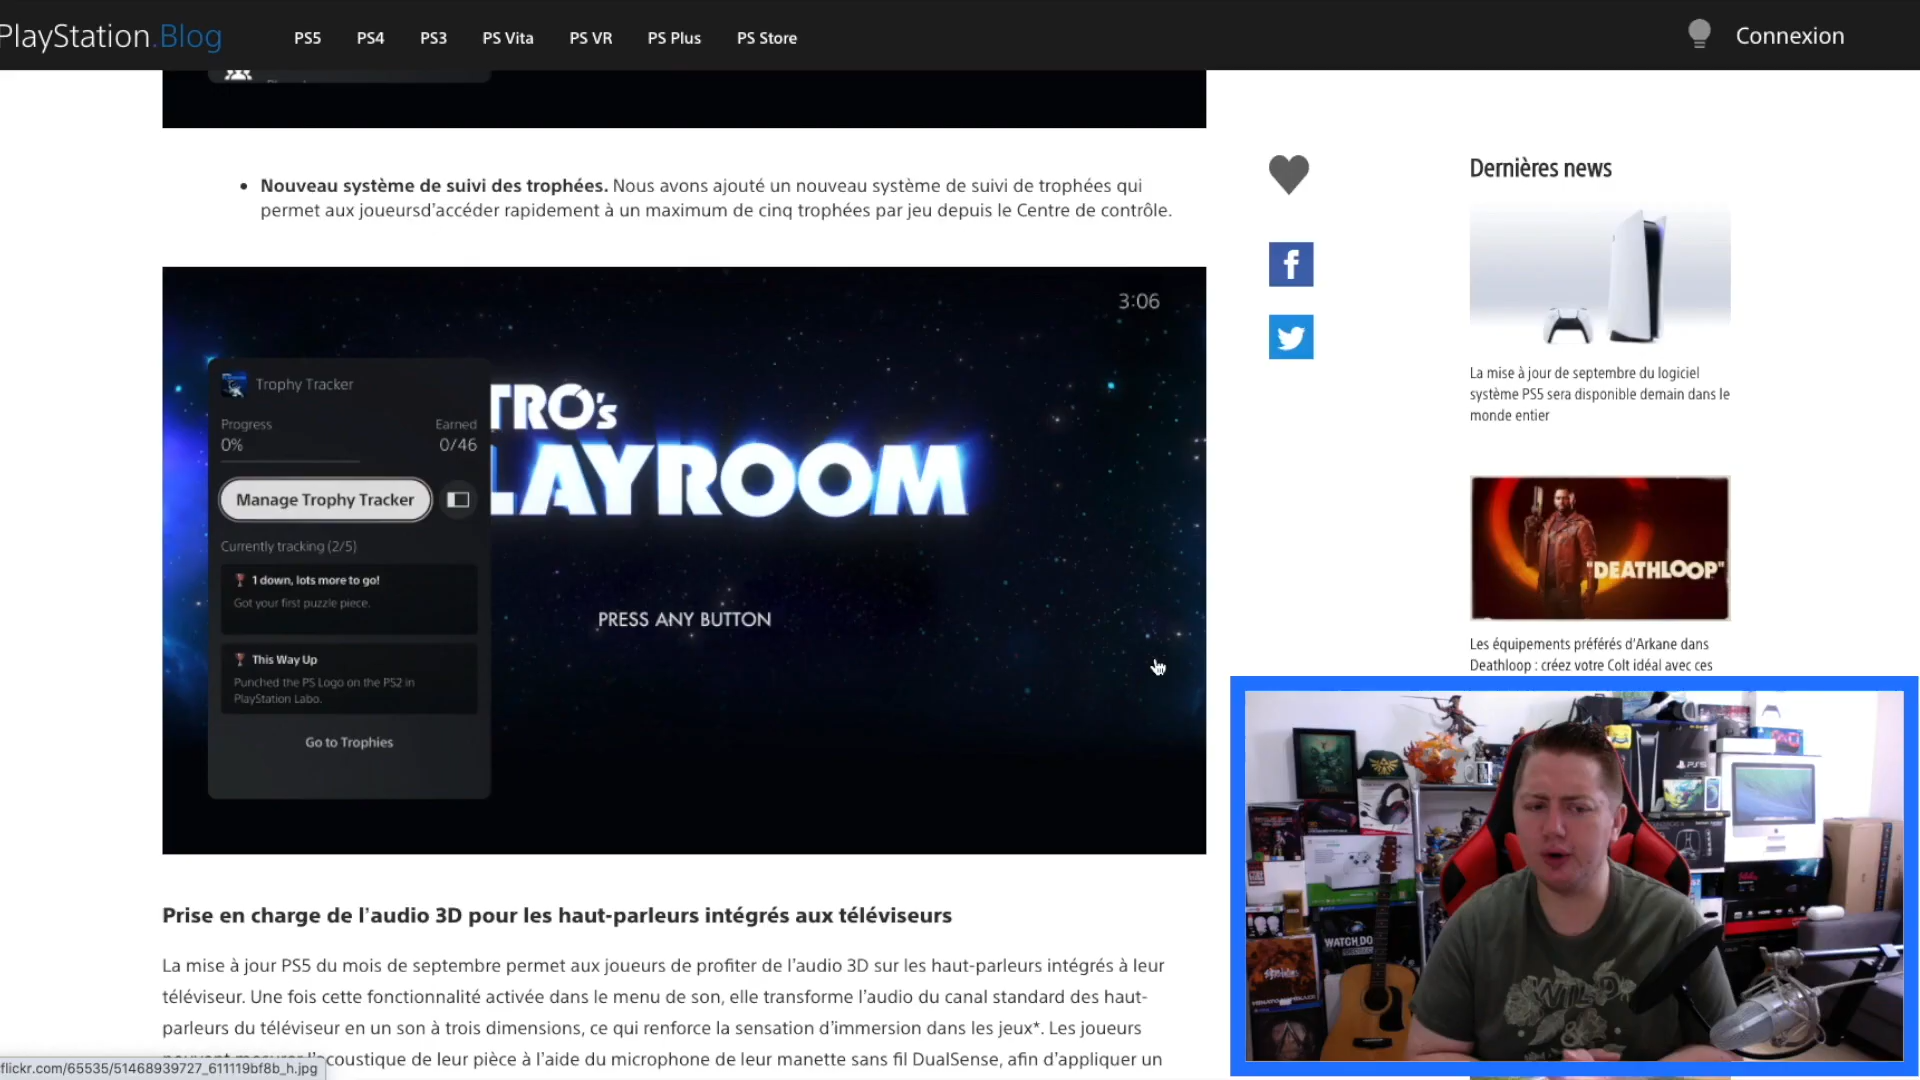 PlayStation.Blog
PS5
PS4
PS3
PS Vita
PS VR
PS Plus
PS Store
Connexion
• Nouveau système de suivi des trophées. Nous avons ajouté un nouveau système de suivi de trophées qui
permet aux joueursd’accéder rapidement à un maximum de cinq trophées par jeu depuis le Centre de contrôle.
3:06
Trophy Tracker
Progress
Earned
0%
0/46
Manage Trophy Tracker
Currently tracking (2/5)
1 down, lots more to go!
Got your first puzzle piece.
This Way Up
Punched the PS Logo on the PS2 in
PlayStation Labo.
Go to Trophies
TRO's
LAYROOM
PRESS ANY BUTTON
Prise en charge de l’audio 3D pour les haut-parleurs intégrés aux téléviseurs
La mise à jour PS5 du mois de septembre permet aux joueurs de profiter de l’audio 3D sur les haut-parleurs intégrés à leur
téléviseur. Une fois cette fonctionnalité activée dans le menu de son, elle transforme l’audio du canal standard des haut-
parleurs du téléviseur en un son à trois dimensions, ce qui renforce la sensation d’immersion dans les jeux*. Les joueurs
peuvent mesurer l’acoustique de leur pièce à l’aide du microphone de leur manette sans fil DualSense, afin d’appliquer un
flickr.com/65535/51468939727_611119bf8b_h.jpg
Dernières news
La mise à jour de septembre du logiciel
système PS5 sera disponible demain dans le
monde entier
"DEATHLOOP"
Les équipements préférés d’Arkane dans
Deathloop : créez votre Colt idéal avec ces
PS5
WATCH DO
WILD
&